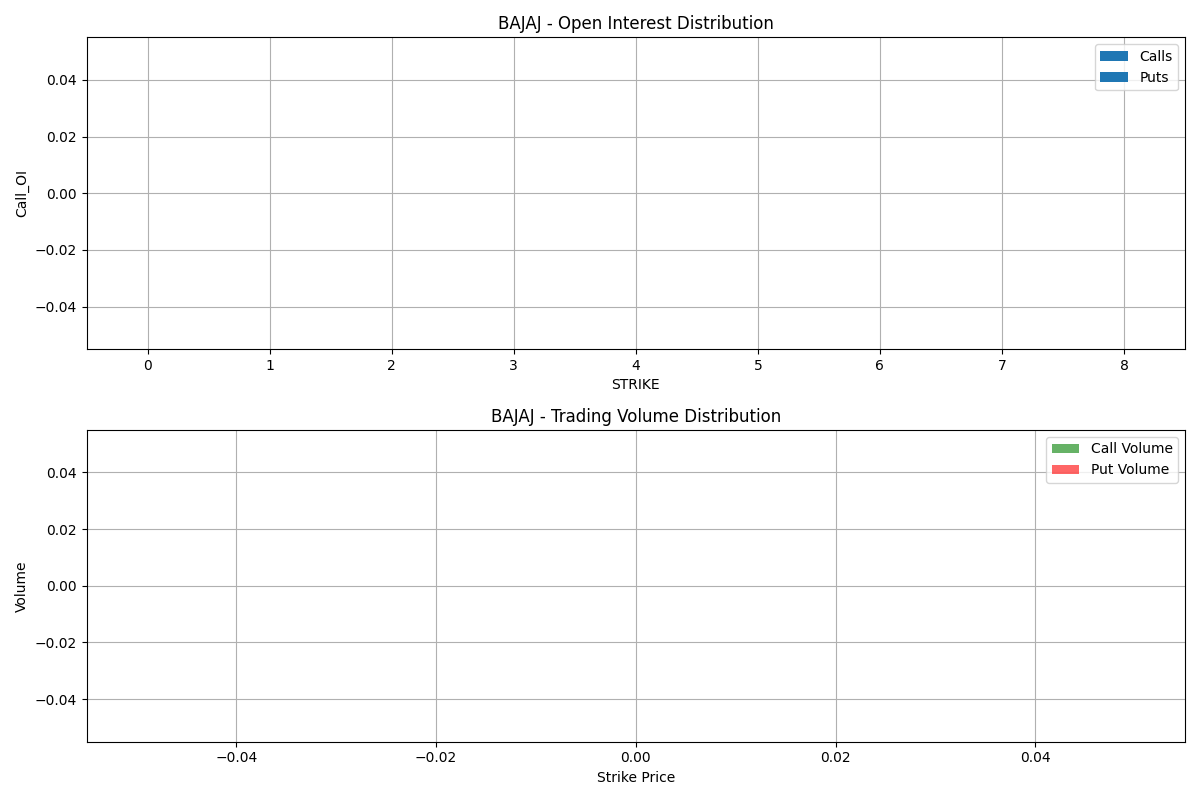 BAJAJ - Open Interest Distribution
Calls
Puts
0.04
0.02
0.00
−0.02
−0.04
Call_OI
0 1 2 3 4 5 6 7 8
STRIKE
BAJAJ - Trading Volume Distribution
Call Volume
Put Volume
0.04
0.02
0.00
−0.02
−0.04
Volume
−0.04 −0.02 0.00 0.02 0.04
Strike Price